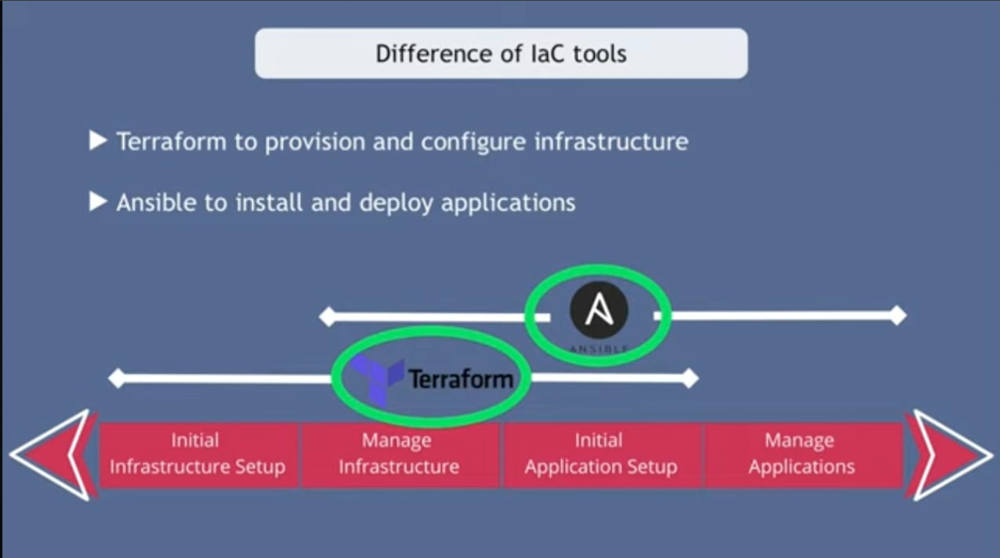 Difference of IaC tools
Terraform to provision and configure infrastructure
Ansible to install and deploy applications
ANSIBLE
Terraform
Initial
Infrastructure Setup
Manage
Infrastructure
Initial
Application Setup
Manage
Applications